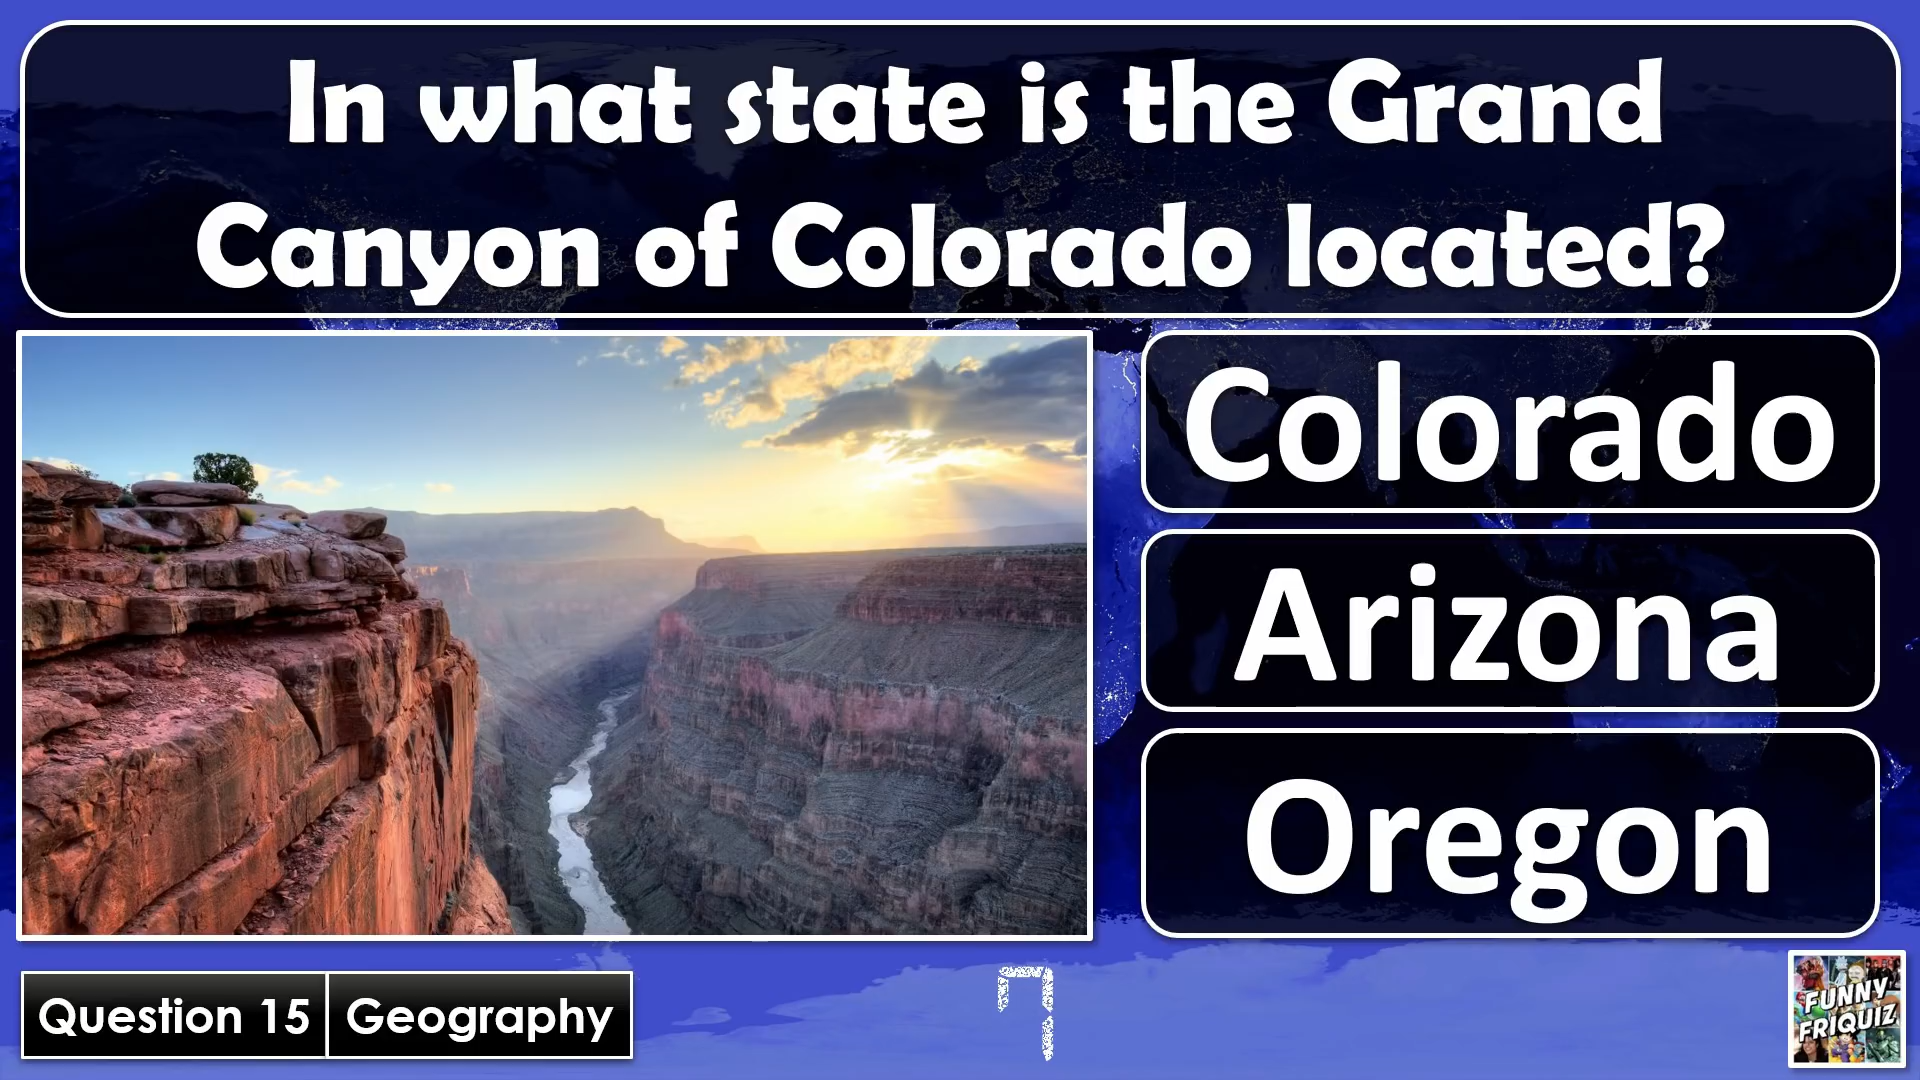 In what state is the Grand
Canyon of Colorado located?
Colorado
Arizona
Oregon
Question 15 Geography
7
FUNNY
FRIQUIZ